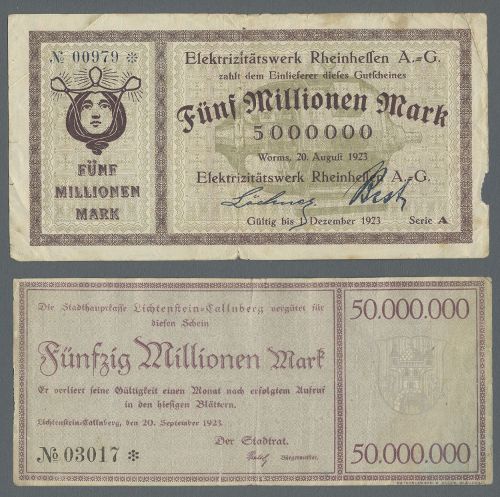 № 00979 ✻
FÜNF
MILLIONEN
MARK
Elektrizitätswerk Rheinhessen A.-G.
zahlt dem Einlieferer dieses Gutscheines
Fünf Millionen Mark
5000000
Worms, 20. August 1923
Elektrizitätswerk Rheinhessen A.-G.
Gültig bis 1. Dezember 1923 Serie A
Die Stadthauptkasse Lichtenstein-Callnberg vergütet für
diesen Schein
Fünfzig Millionen Mark
Er verliert seine Gültigkeit einen Monat nach erfolgtem Aufruf
in den hiesigen Blättern.
Lichtenstein-Callnberg, den 20. September 1923.
Der Stadtrat.
Bürgermeister.
№ 03017 ✻
50.000.000
50.000.000